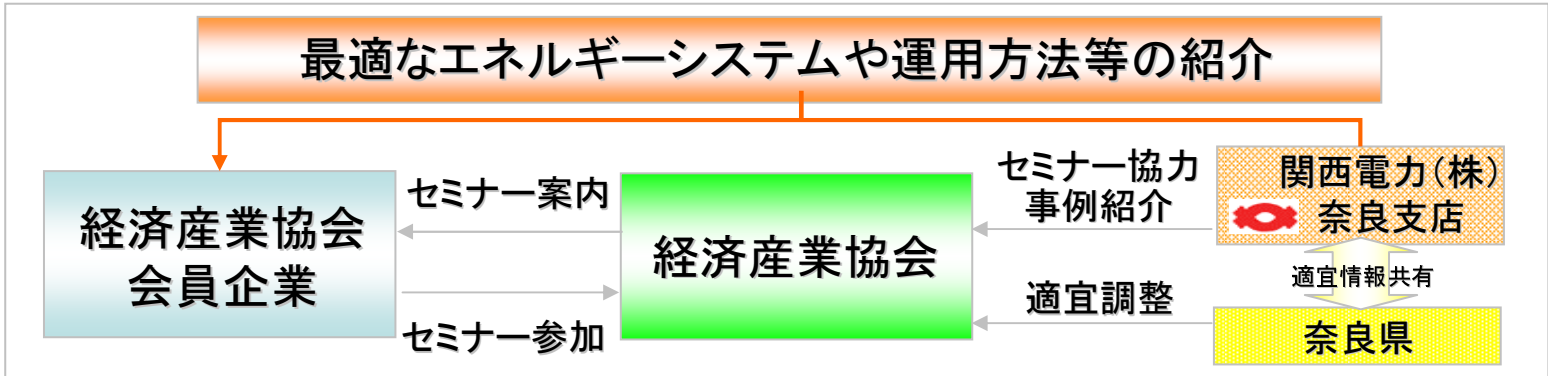 最適なエネルギーシステムや運用方法等の紹介
経済産業協会
会員企業
セミナー案内
セミナー参加
経済産業協会
セミナー協力
事例紹介
適宜調整
関西電力(株)
奈良支店
適宜情報共有
奈良県